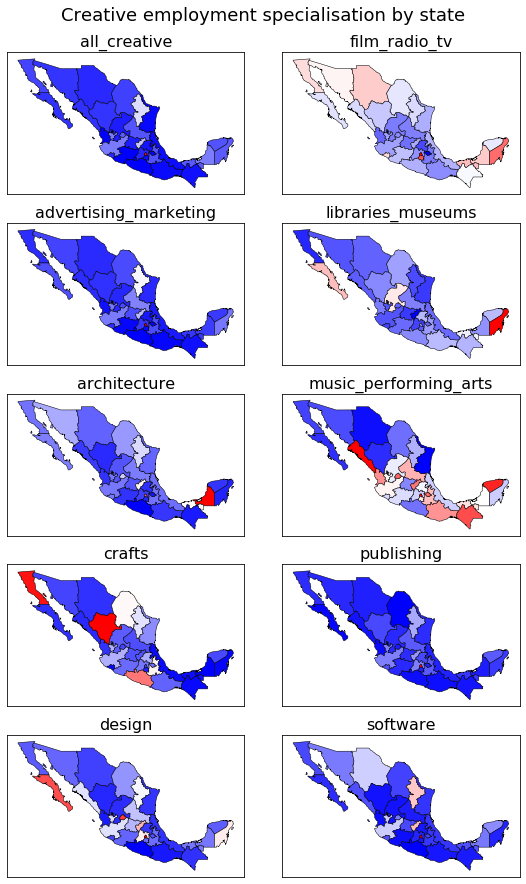 Creative employment specialisation by state
all_creative
film_radio_tv
advertising_marketing
libraries_museums
architecture
music_performing_arts
crafts
publishing
design
software